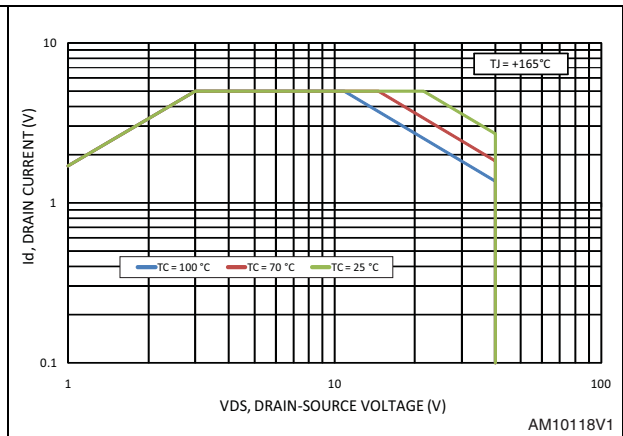 10
TJ = +165°C
Id, DRAIN CURRENT (V)
1
TC = 100 °C
TC = 70 °C
TC = 25 °C
0.1
1
10
100
VDS, DRAIN-SOURCE VOLTAGE (V)
AM10118V1